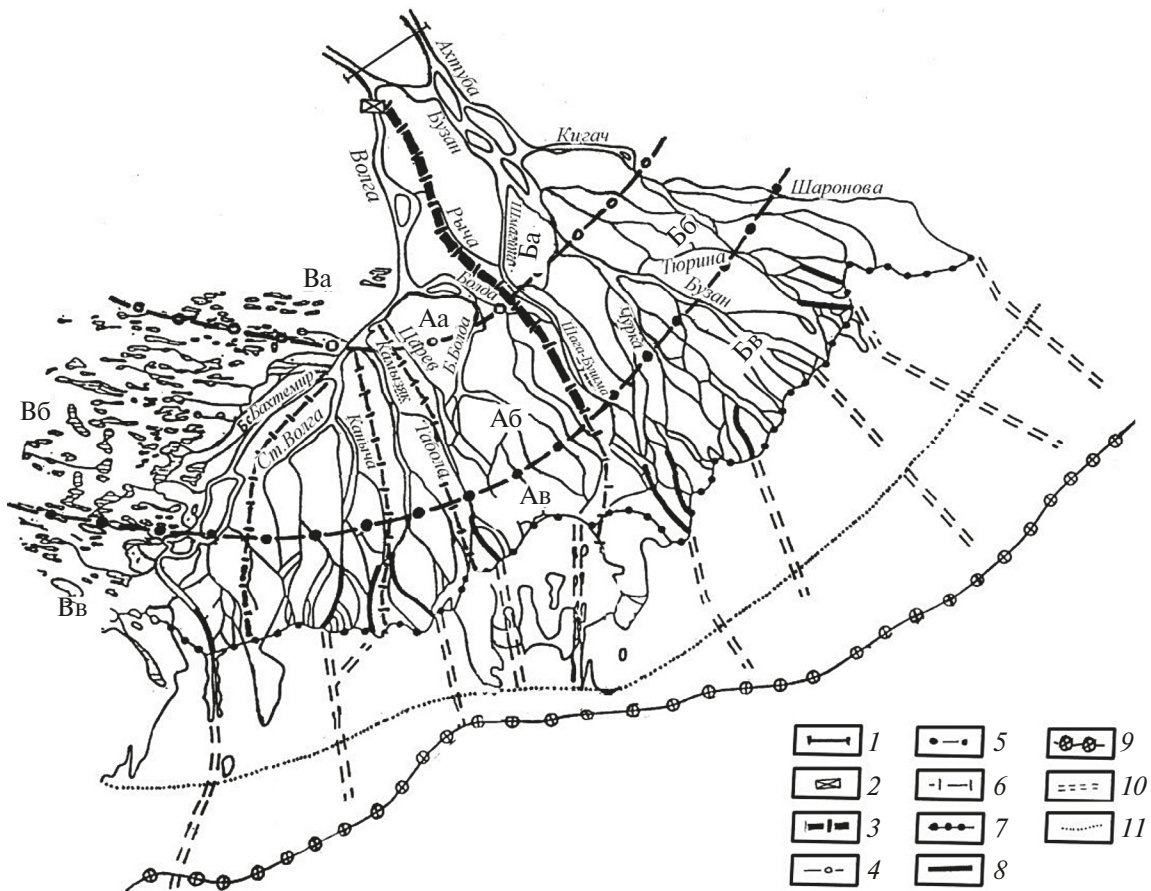 Ахтуба
Бузан
Кигач
Волга
Шаронова
Рыча
Ба
Бб
Тюрина
Бузан
Ва
Болда
Аа
Царев
Б.Болда
Чурка
Шага-Бушма
Бв
Камызяк
Бахтемир
Вб
Ст.Волга
Каныча
Табола
Аб
Ав
Вв
1
5
9
2
6
10
3
7
11
4
8